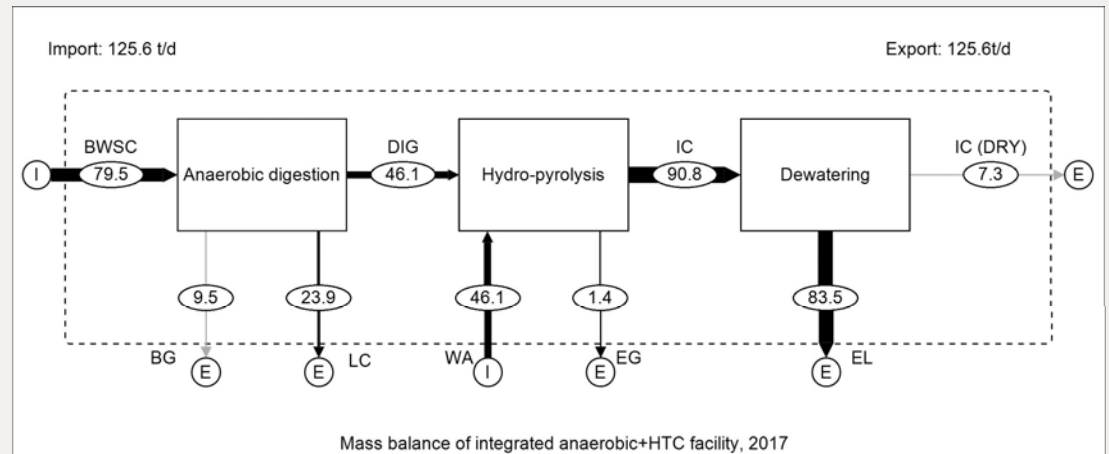 Import: 125.6 t/d
Export: 125.6t/d
BWSC
DIG
IC
IC (DRY)
I
79.5
Anaerobic digestion
46.1
Hydro-pyrolysis
90.8
Dewatering
7.3
E
9.5
23.9
46.1
1.4
83.5
BG
E
E
LC
WA
I
E
EG
E
EL
Mass balance of integrated anaerobic+HTC facility, 2017